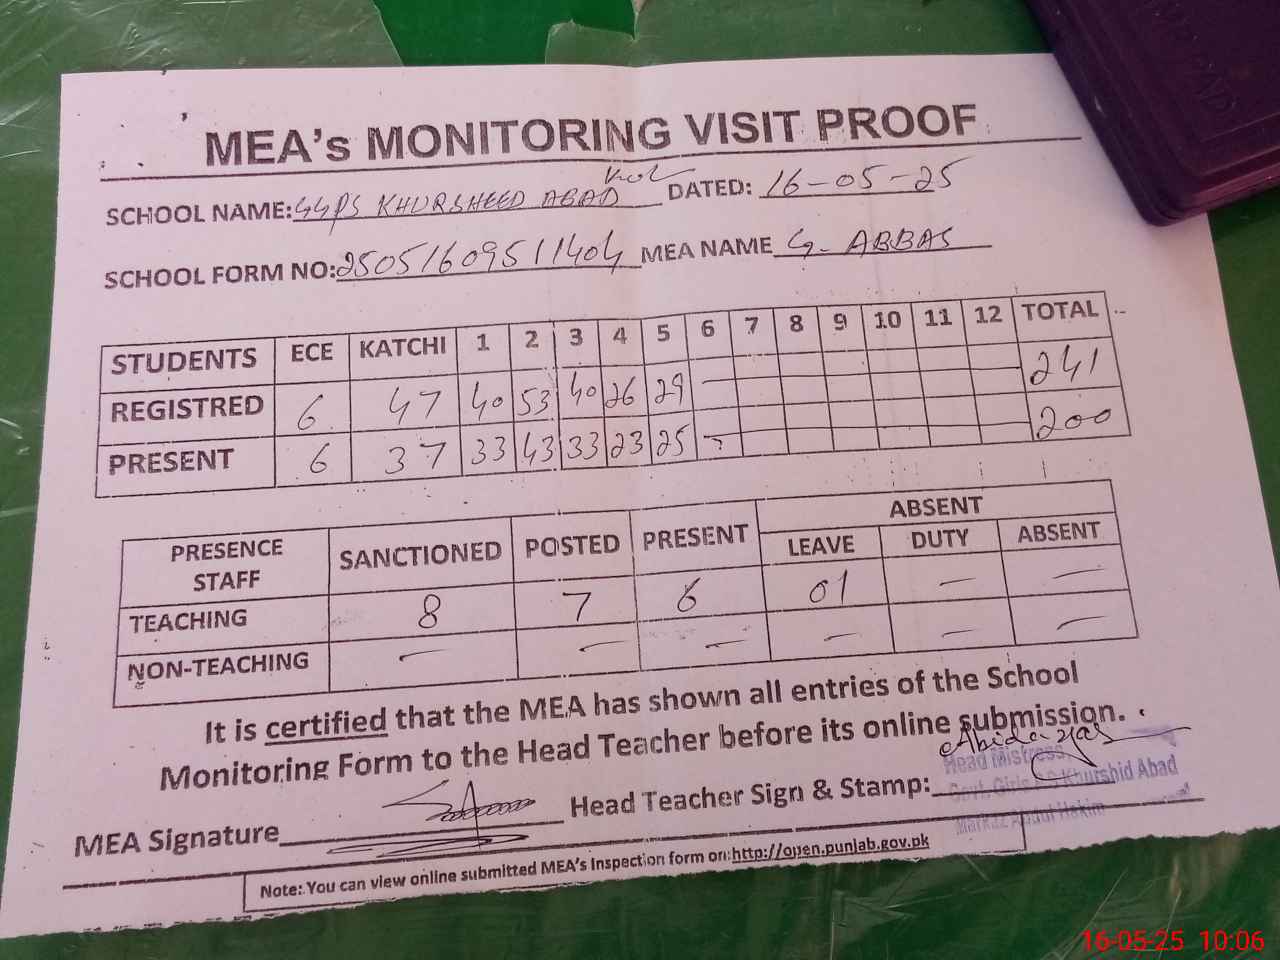 MEA's MONITORING VISIT PROOF
SCHOOL NAME: GGPS KHURSHEED ABAD DATED: 16-05-25
SCHOOL FORM NO: 25051609511404 MEA NAME G. ABBAS
STUDENTS ECE KATCHI 1 2 3 4 5 6 7 8 9 10 11 12 TOTAL
REGISTRED 6 47 40 53 40 26 29 — 241
PRESENT 6 37 33 43 33 23 25 — 200
PRESENCE STAFF SANCTIONED POSTED PRESENT ABSENT
LEAVE DUTY ABSENT
TEACHING 8 7 6 01 — —
NON-TEACHING — — — — — —
It is certified that the MEA has shown all entries of the School
Monitoring Form to the Head Teacher before its online submission.
MEA Signature Head Teacher Sign & Stamp:
Head Mistress
Govt. Girls P.S Khurshid Abad
Markaz Abdul Hakim
Note: You can view online submitted MEA's Inspection form on: http://open.punjab.gov.pk
16-05-25 10:06